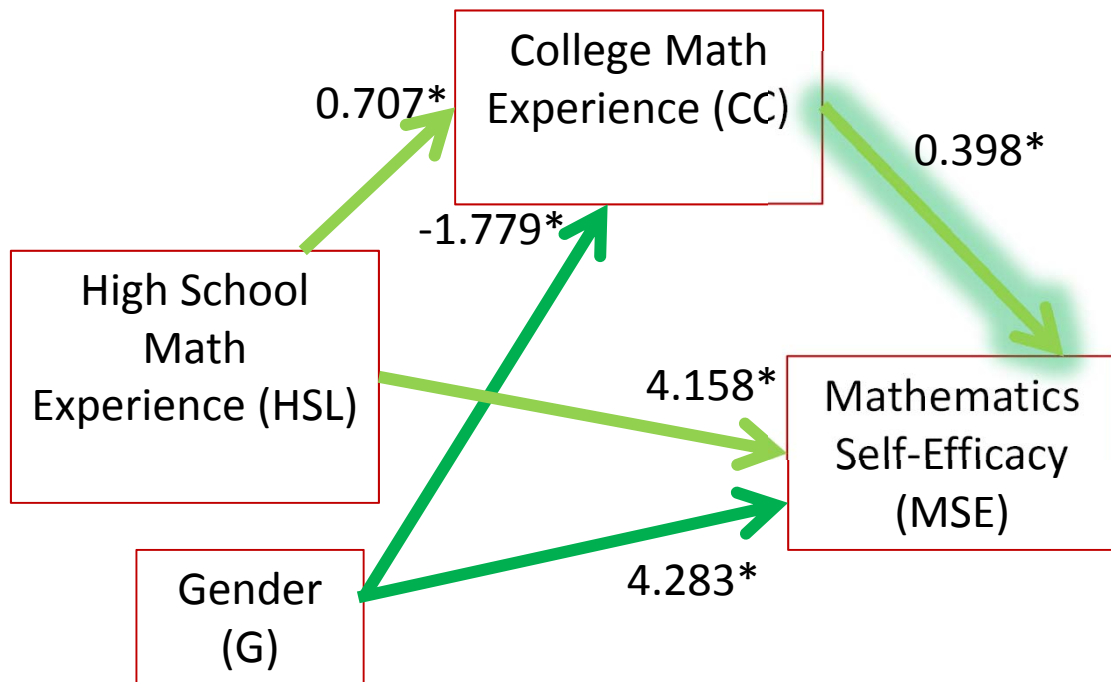 College Math
Experience (CC)
0.707*
0.398*
-1.779*
High School
Math
Experience (HSL)
4.158*
Mathematics
Self-Efficacy
(MSE)
4.283*
Gender
(G)